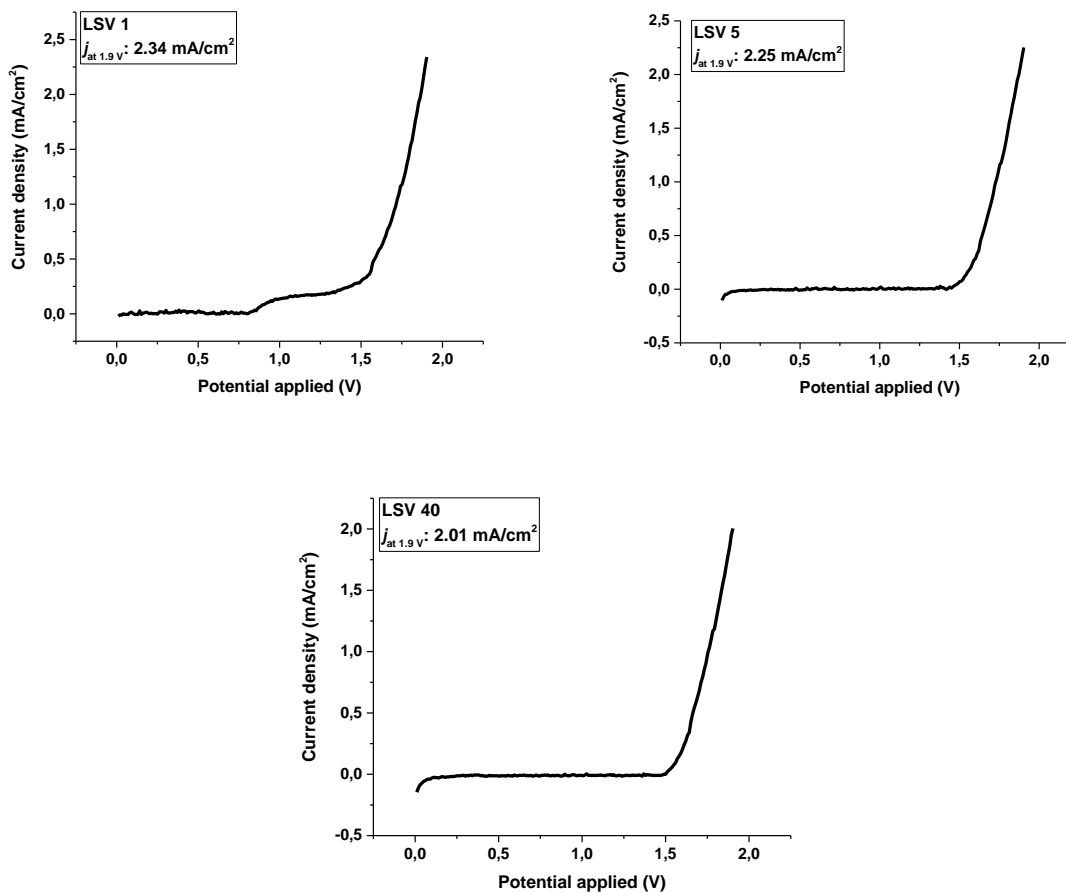 LSV 1
j at 1.9 V: 2.34 mA/cm²
Current density (mA/cm²)
2,5
2,0
1,5
1,0
0,5
0,0
0,0 0,5 1,0 1,5 2,0
Potential applied (V)
LSV 5
j at 1.9 V: 2.25 mA/cm²
Current density (mA/cm²)
2,5
2,0
1,5
1,0
0,5
0,0
-0,5
0,0 0,5 1,0 1,5 2,0
Potential applied (V)
LSV 40
j at 1.9 V: 2.01 mA/cm²
Current density (mA/cm²)
2,0
1,5
1,0
0,5
0,0
-0,5
0,0 0,5 1,0 1,5 2,0
Potential applied (V)